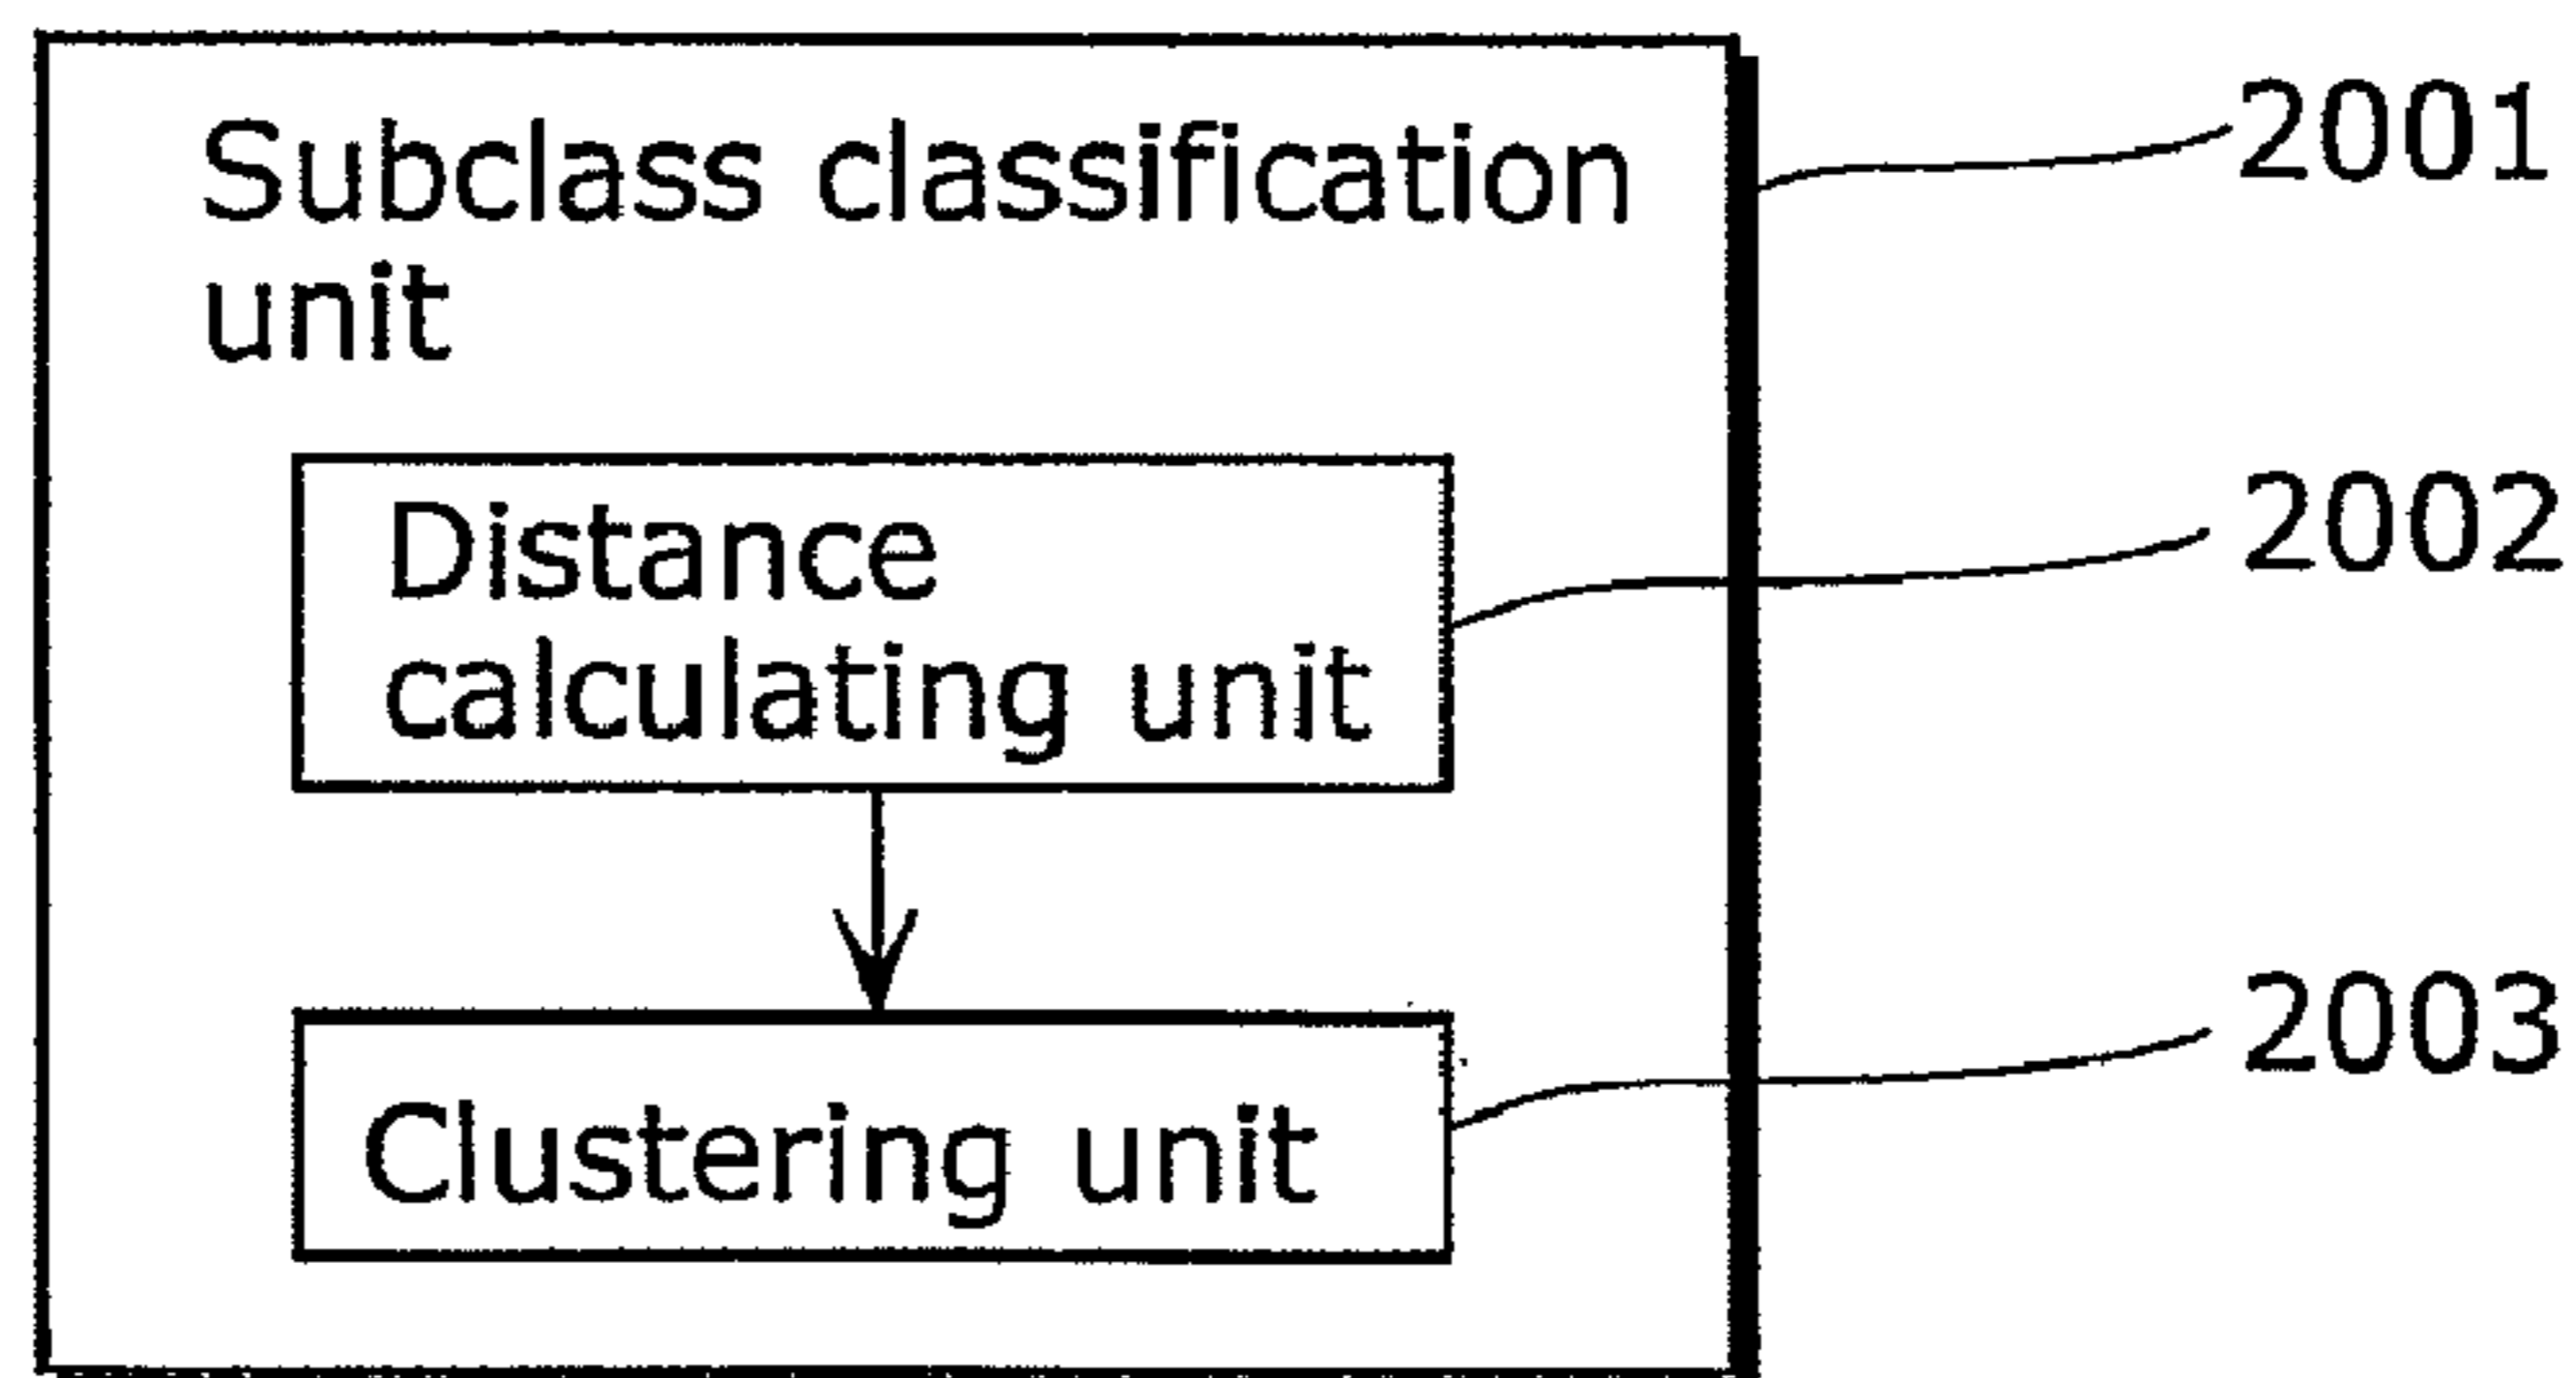 Subclass classification
unit
2001
Distance
calculating unit
2002
Clustering unit
2003